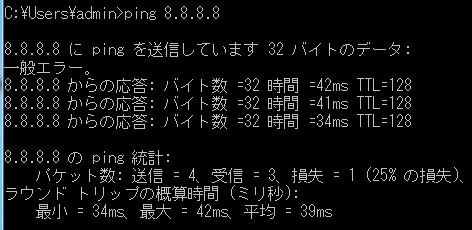 C:¥Users¥admin>ping 8.8.8.8
8.8.8.8 に ping を送信しています 32 バイトのデータ:
一般エラー。
8.8.8.8 からの応答: バイト数 =32 時間 =42ms TTL=128
8.8.8.8 からの応答: バイト数 =32 時間 =41ms TTL=128
8.8.8.8 からの応答: バイト数 =32 時間 =34ms TTL=128
8.8.8.8 の ping 統計:
パケット数: 送信 = 4、受信 = 3、損失 = 1 (25% の損失)、
ラウンド トリップの概算時間 (ミリ秒):
最小 = 34ms、最大 = 42ms、平均 = 39ms